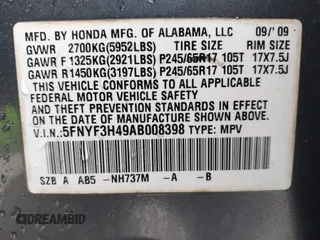 MFD. BY HONDA MFG. OF ALABAMA, LLC 09/'09
GVWR 2700KG(5952LBS) TIRE SIZE RIM SIZE
GAWR F 1325KG(2921LBS) P245/65R17 105T 17X7.5J
GAWR R 1450KG(3197LBS) P245/65R17 105T 17X7.5J
THIS VEHICLE CONFORMS TO ALL APPLICABLE
FEDERAL MOTOR VEHICLE SAFETY AND THEFT
PREVENTION STANDARDS IN EFFECT ON THE
DATE OF MANUFACTURE SHOWN ABOVE.
V.I.N.:5FNYF3H49AB008398 TYPE: MPV
SZB A AB5 -NH737M -A -B
DREAMBID